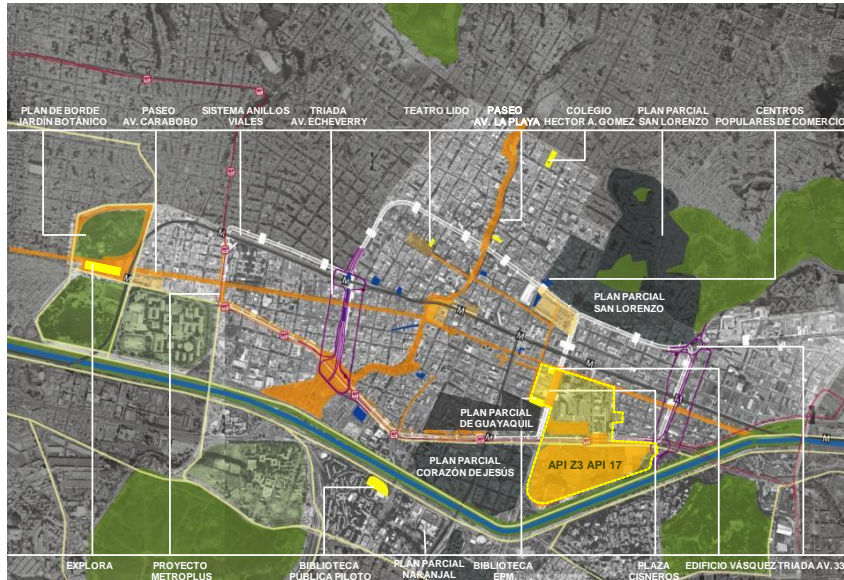 PLAN DE BORDE
JARDÍN BOTÁNICO
PASEO
AV. CARABOBO
SISTEMA ANILLOS
VIALES
TRIADA
AV. ECHEVERRY
TEATRO LIDO
PASEO
AV. LA PLAYA
COLEGIO
HECTOR A. GOMEZ
PLAN PARCIAL
SAN LORENZO
CENTROS
POPULARES DE COMERCIO
M
M
M
M
M
M
M
M
PLAN PARCIAL
SAN LORENZO
PLAN PARCIAL
DE GUAYAQUIL
PLAN PARCIAL
CORAZÓN DE JESÚS
API Z3 API 17
EXPLORA
PROYECTO
METROPLUS
BIBLIOTECA
PÚBLICA PILOTO
PLAN PARCIAL
NARANJAL
BIBLIOTECA
EPM
PLAZA
CISNEROS
EDIFICIO VÁSQUEZ
TRIADA AV. 33